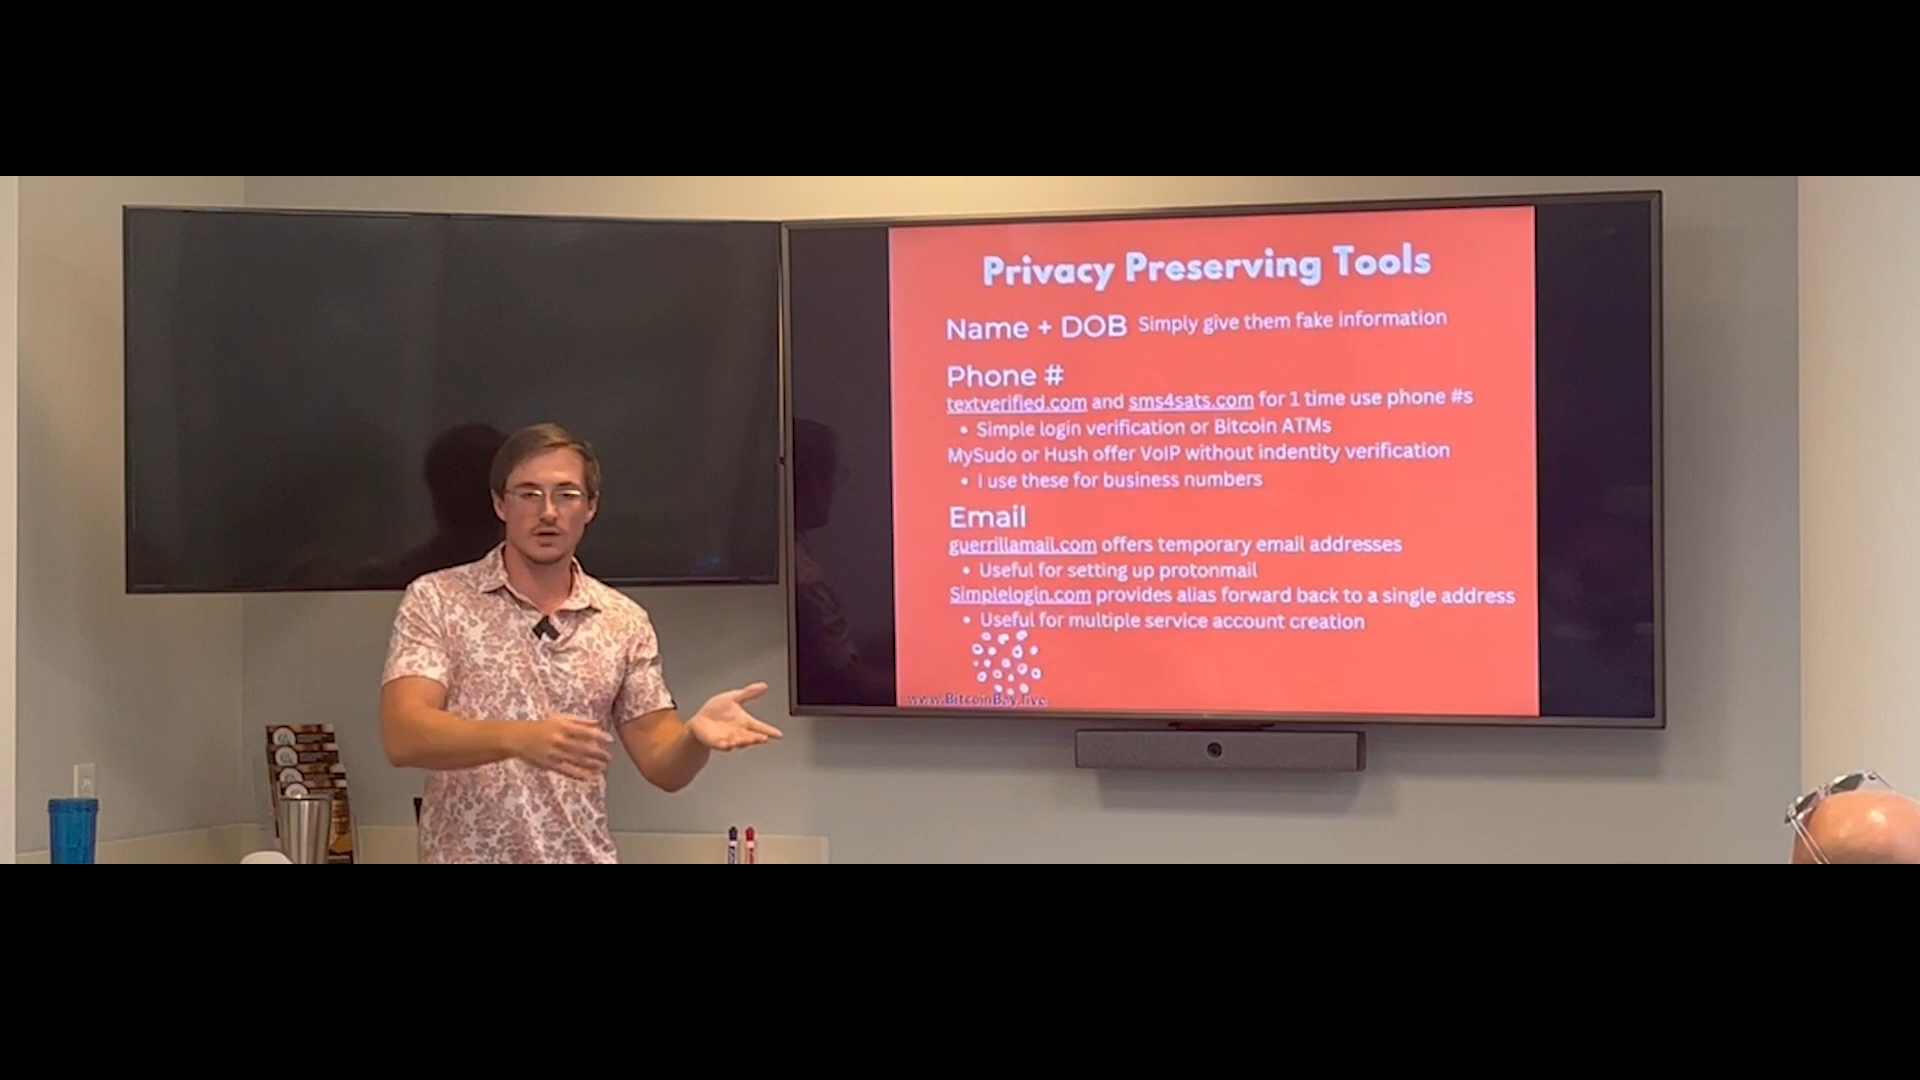 Privacy Preserving Tools
Name + DOB Simply give them fake information
Phone #
textverified.com and sms4sats.com for 1 time use phone #s
• Simple login verification or Bitcoin ATMs
MySudo or Hush offer VoIP without indentity verification
• I use these for business numbers
Email
guerrillamail.com offers temporary email addresses
• Useful for setting up protonmail
Simplelogin.com provides alias forward back to a single address
• Useful for multiple service account creation
www.BitcoinBay.live